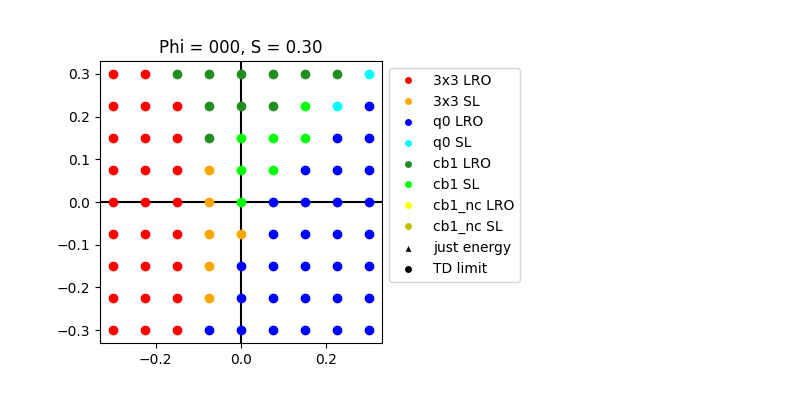 Phi = 000, S = 0.30
0.3
0.2
0.1
0.0
−0.1
−0.2
−0.3
−0.2
0.0
0.2
3x3 LRO
3x3 SL
q0 LRO
q0 SL
cb1 LRO
cb1 SL
cb1_nc LRO
cb1_nc SL
just energy
TD limit